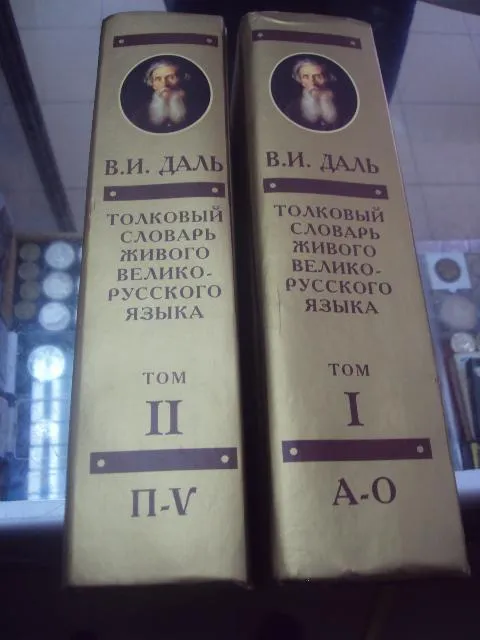 В.И. ДАЛЬ
ТОЛКОВЫЙ
СЛОВАРЬ
ЖИВОГО
ВЕЛИКО-
РУССКОГО
ЯЗЫКА
ТОМ
II
П-Ѵ
В.И. ДАЛЬ
ТОЛКОВЫЙ
СЛОВАРЬ
ЖИВОГО
ВЕЛИКО-
РУССКОГО
ЯЗЫКА
ТОМ
I
А-О